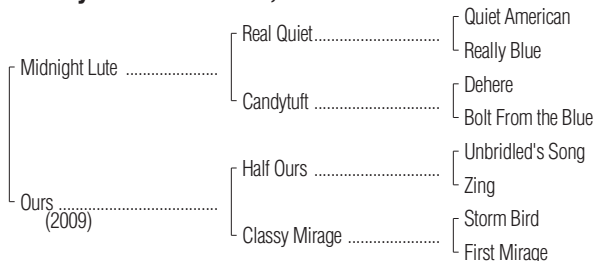 Quiet American
Real Quiet
Really Blue
Midnight Lute
Dehere
Candytuft
Bolt From the Blue
Unbridled's Song
Half Ours
Zing
Ours
(2009)
Storm Bird
Classy Mirage
First Mirage